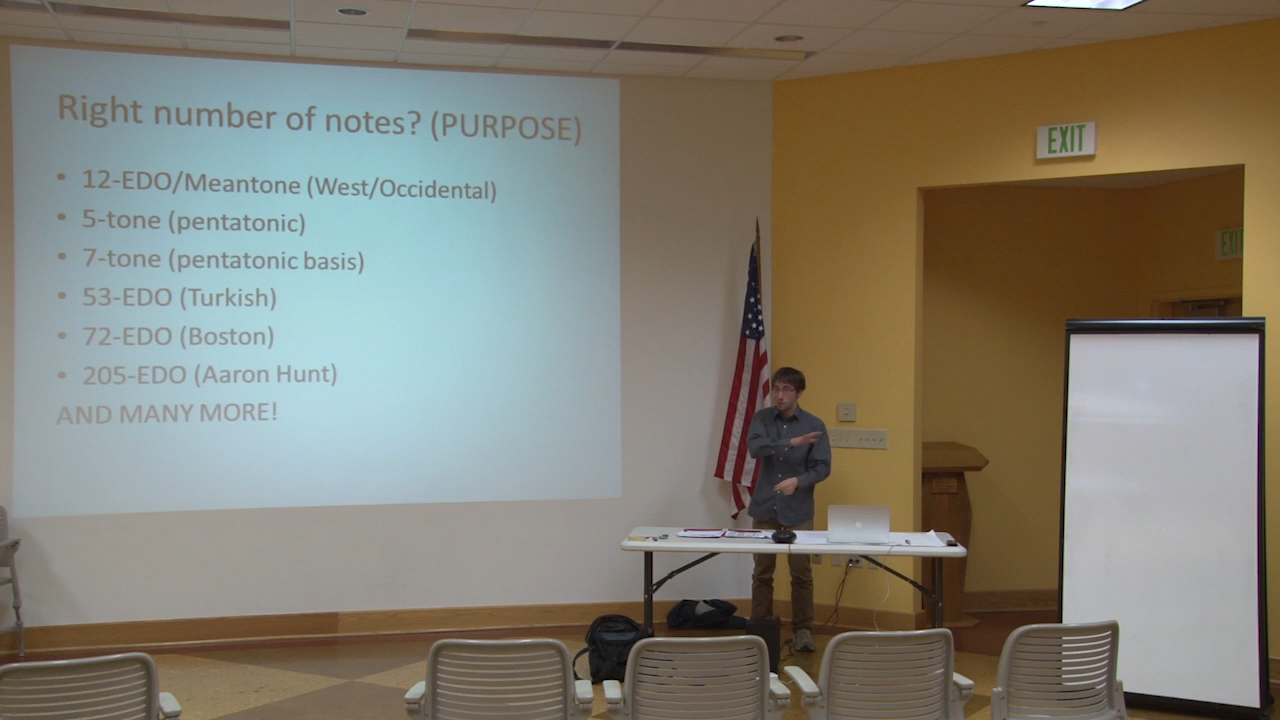 Right number of notes? (PURPOSE)
• 12-EDO/Meantone (West/Occidental)
• 5-tone (pentatonic)
• 7-tone (pentatonic basis)
• 53-EDO (Turkish)
• 72-EDO (Boston)
• 205-EDO (Aaron Hunt)
AND MANY MORE!
EXIT
EXIT